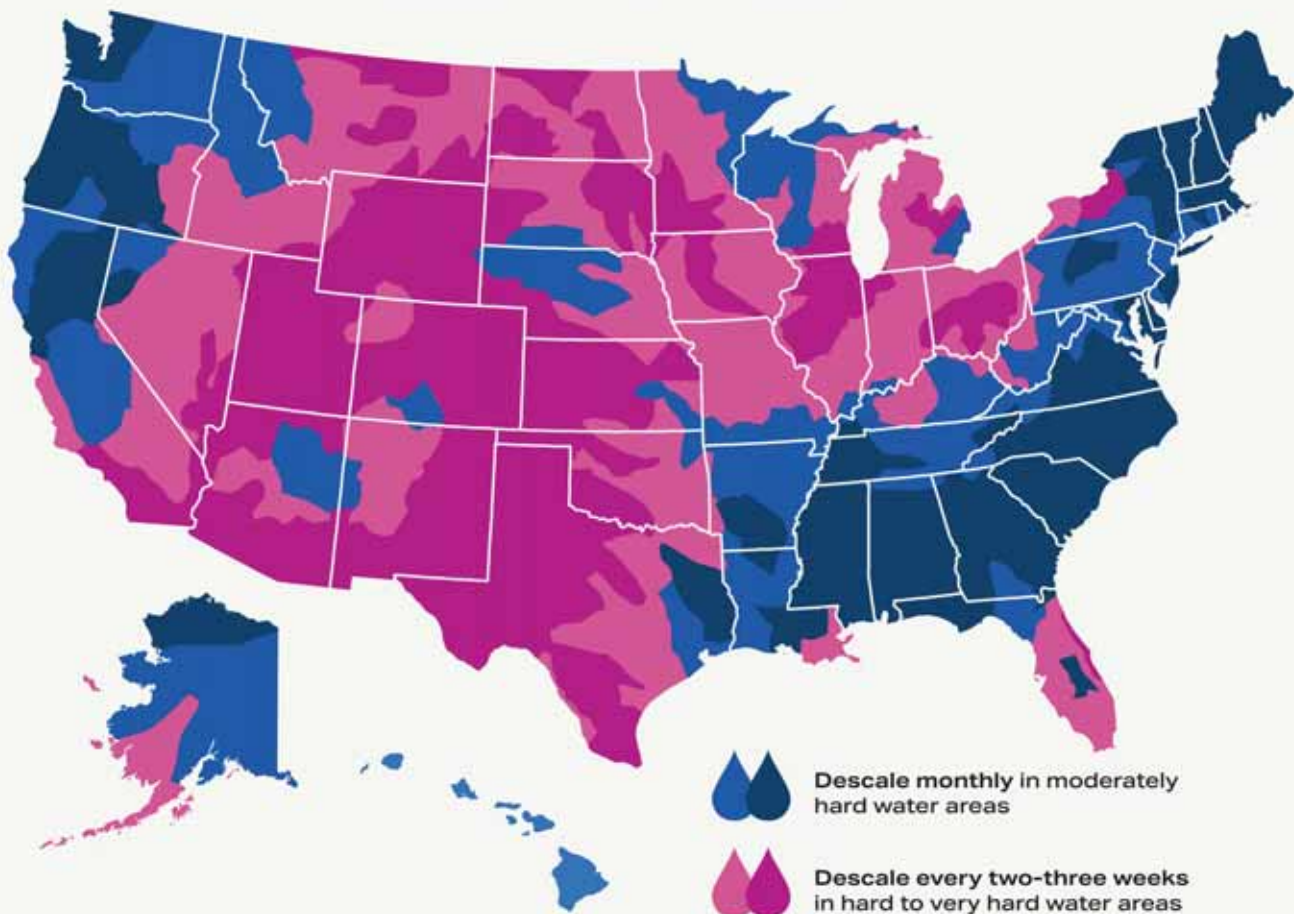 Descale monthly in moderately
hard water areas
Descale every two-three weeks
in hard to very hard water areas